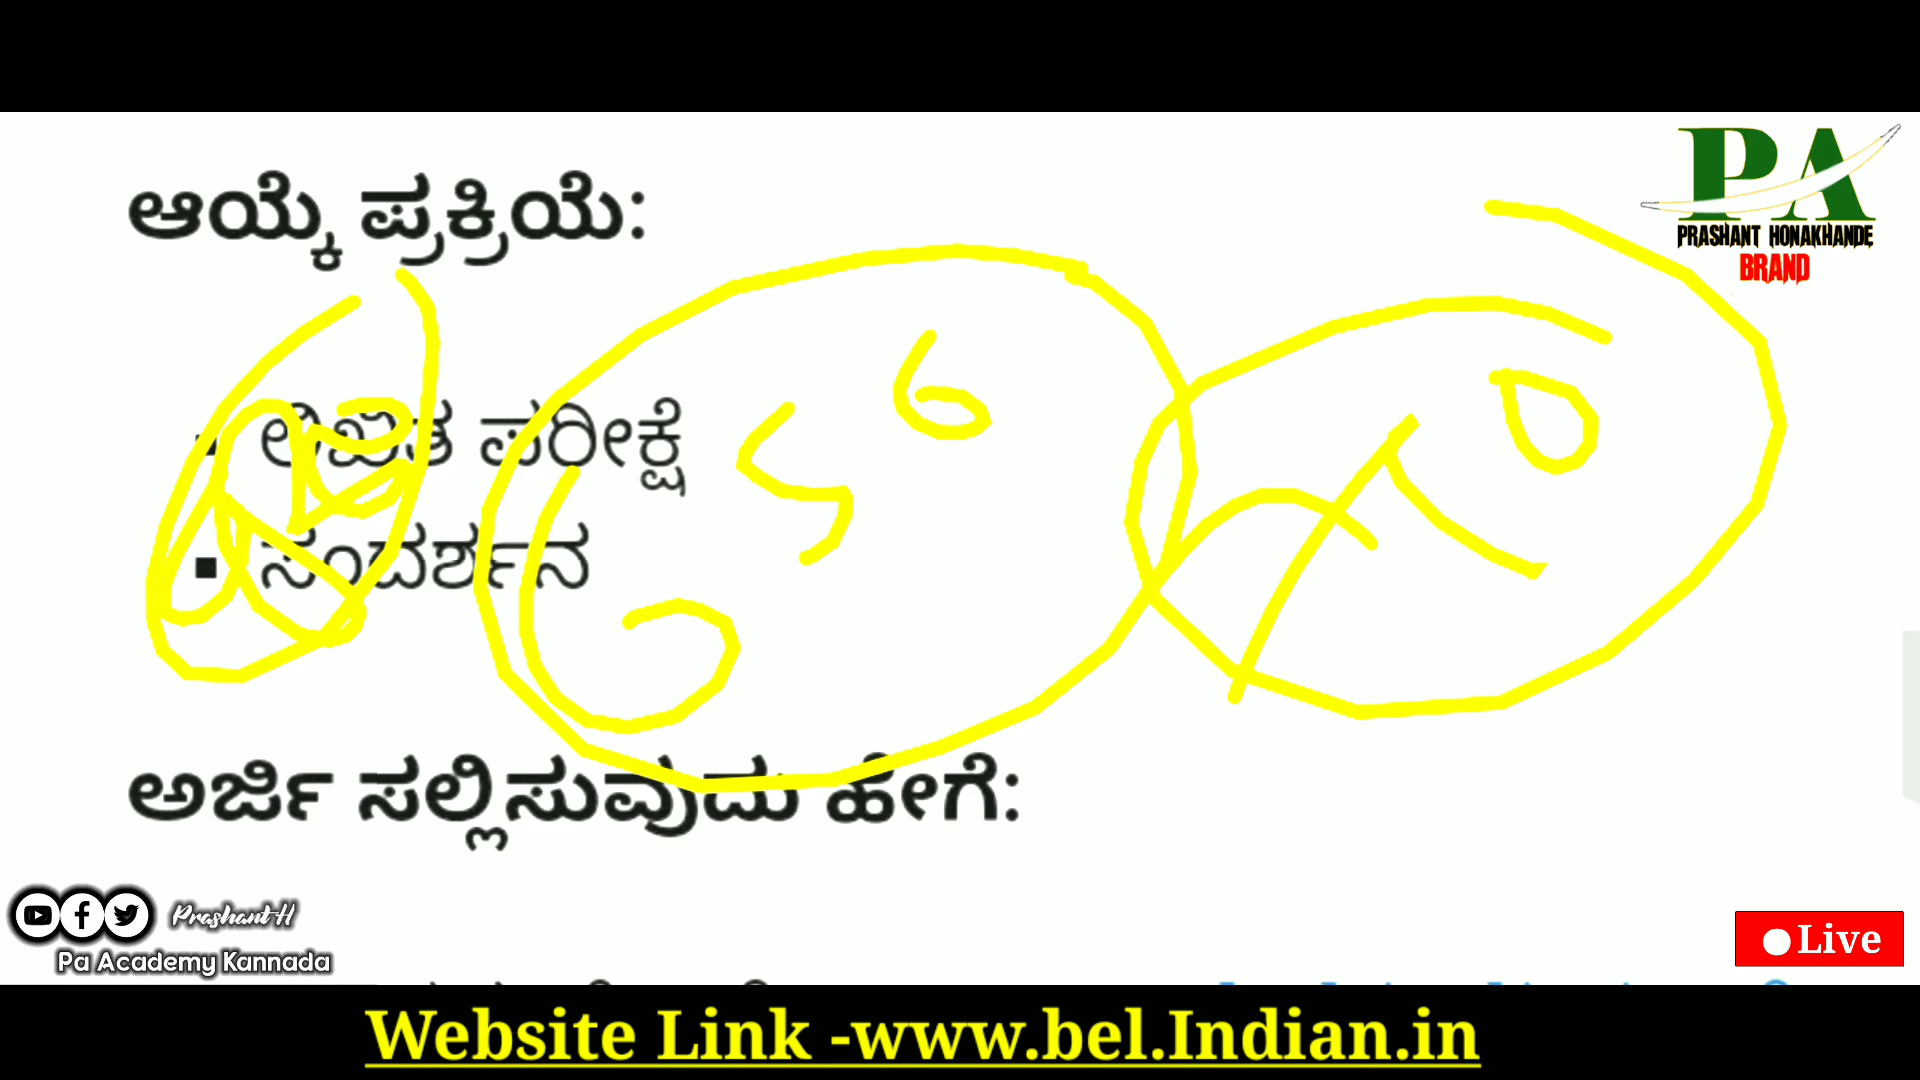 ಆಯ್ಕೆ ಪ್ರಕ್ರಿಯೆ:
PA
PRASHANT HONAKHANDE
BRAND
ಲಿಖಿತ ಪರೀಕ್ಷೆ
ಸಂದರ್ಶನ
ಅರ್ಜಿ ಸಲ್ಲಿಸುವುದು ಹೇಗೆ:
Prashant H
Pa Academy Kannada
Live
Website Link -www.bel.Indian.in